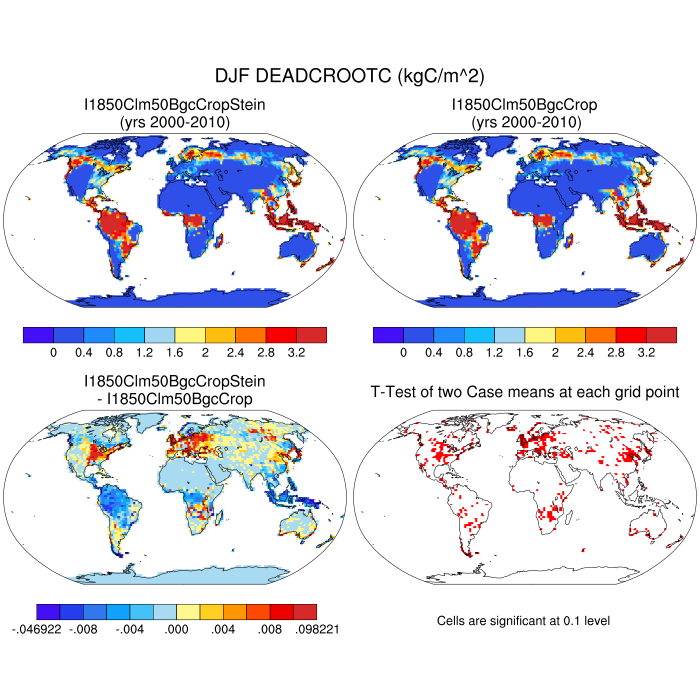 DJF DEADCROOTC (kgC/m^2)
I1850Clm50BgcCropStein
(yrs 2000-2010)
I1850Clm50BgcCrop
(yrs 2000-2010)
0 0.4 0.8 1.2 1.6 2 2.4 2.8 3.2
0 0.4 0.8 1.2 1.6 2 2.4 2.8 3.2
I1850Clm50BgcCropStein
- I1850Clm50BgcCrop
T-Test of two Case means at each grid point
-.046922 -.008 -.004 .000 .004 .008 .098221
Cells are significant at 0.1 level